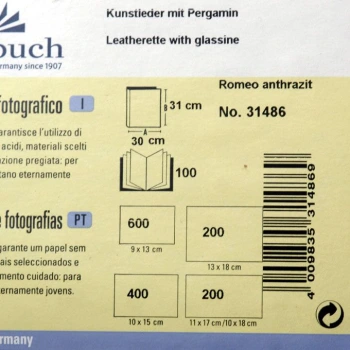 Kunstleder mit Pergamin
Leatherette with glassine
ermany since 1907
Romeo anthrazit
No. 31486
fotografico I
arantisce l'utilizzo di
acidi, materiali scelti
zione pregiata: per
tano eternamente
B
31 cm
A
30 cm
100
fotografias PT
garante um papel sem
ais seleccionados e
mento cuidado: para
ternamente jovens.
600
9 x 13 cm
200
13 x 18 cm
400
10 x 15 cm
200
11 x 17 cm/10 x 18 cm
4 009835 314869
rmany